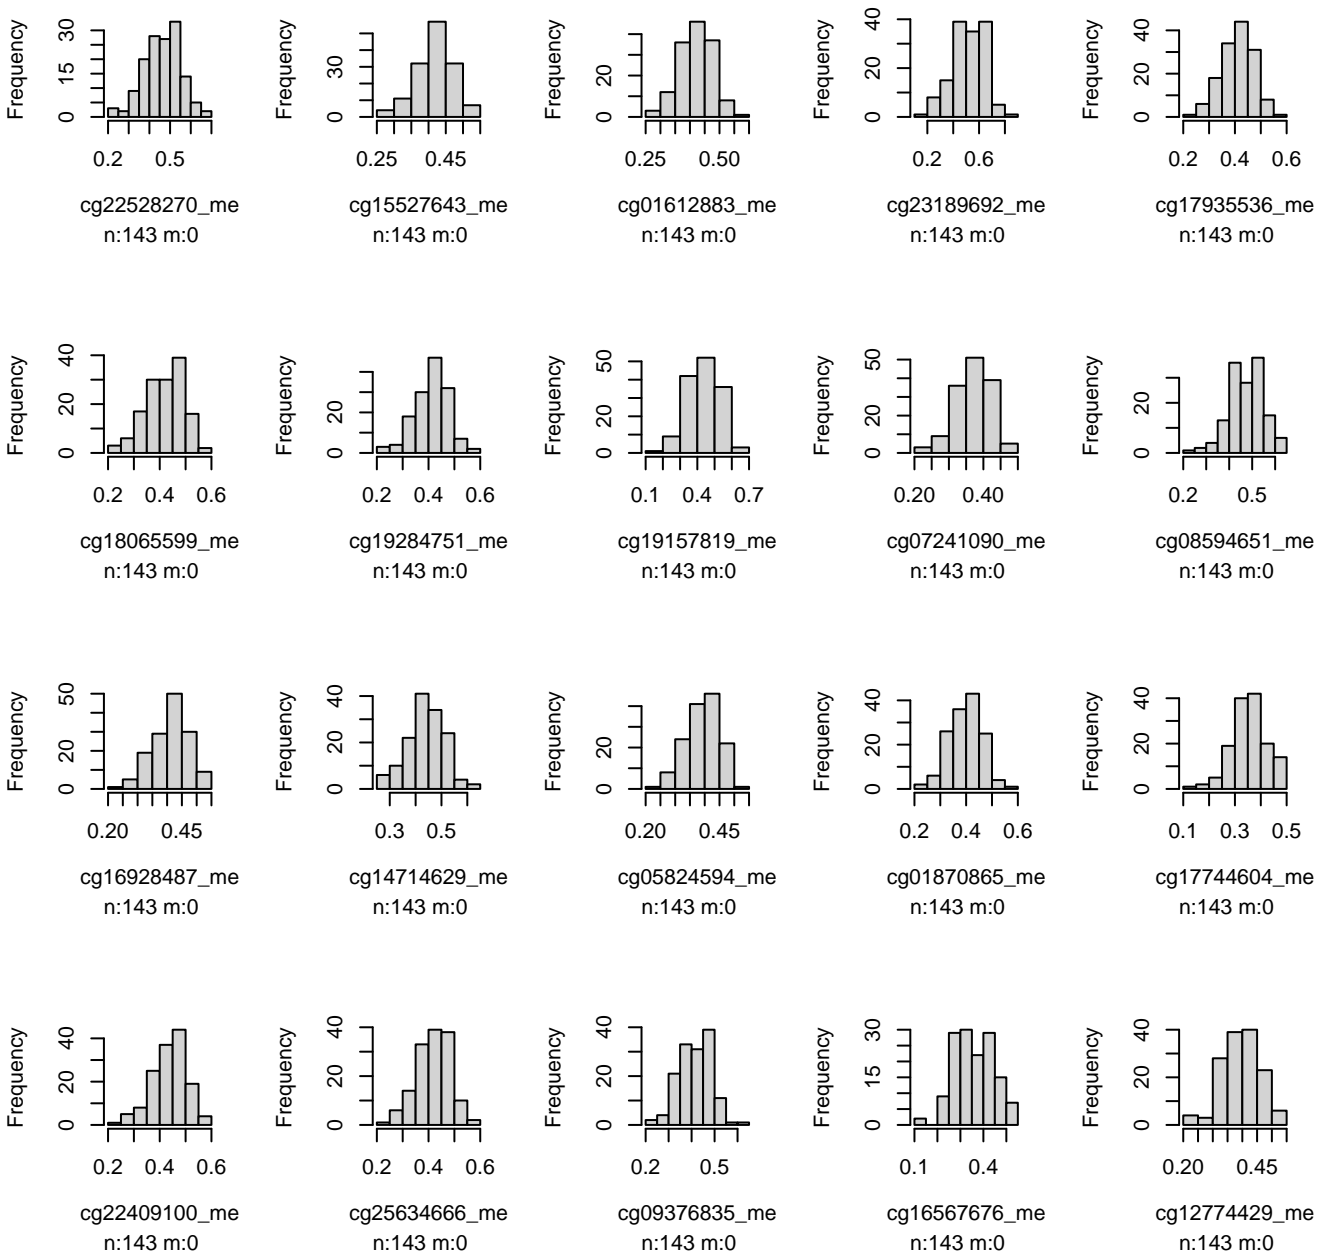 Frequency
0 15 30
0.2 0.5
cg22528270_me
n:143 m:0
Frequency
0 30
0.25 0.45
cg15527643_me
n:143 m:0
Frequency
0 20
0.25 0.50
cg01612883_me
n:143 m:0
Frequency
0 20 40
0.2 0.6
cg23189692_me
n:143 m:0
Frequency
0 20 40
0.2 0.4 0.6
cg17935536_me
n:143 m:0
Frequency
0 20 40
0.2 0.4 0.6
cg18065599_me
n:143 m:0
Frequency
0 20
0.2 0.4 0.6
cg19284751_me
n:143 m:0
Frequency
0 20 50
0.1 0.4 0.7
cg19157819_me
n:143 m:0
Frequency
0 20 50
0.20 0.40
cg07241090_me
n:143 m:0
Frequency
0 20
0.2 0.5
cg08594651_me
n:143 m:0
Frequency
0 20 50
0.20 0.45
cg16928487_me
n:143 m:0
Frequency
0 20 40
0.3 0.5
cg14714629_me
n:143 m:0
Frequency
0 20
0.20 0.45
cg05824594_me
n:143 m:0
Frequency
0 20 40
0.2 0.4 0.6
cg01870865_me
n:143 m:0
Frequency
0 20 40
0.1 0.3 0.5
cg17744604_me
n:143 m:0
Frequency
0 20 40
0.2 0.4 0.6
cg22409100_me
n:143 m:0
Frequency
0 20 40
0.2 0.4 0.6
cg25634666_me
n:143 m:0
Frequency
0 20 40
0.2 0.5
cg09376835_me
n:143 m:0
Frequency
0 15 30
0.1 0.4
cg16567676_me
n:143 m:0
Frequency
0 20 40
0.20 0.45
cg12774429_me
n:143 m:0